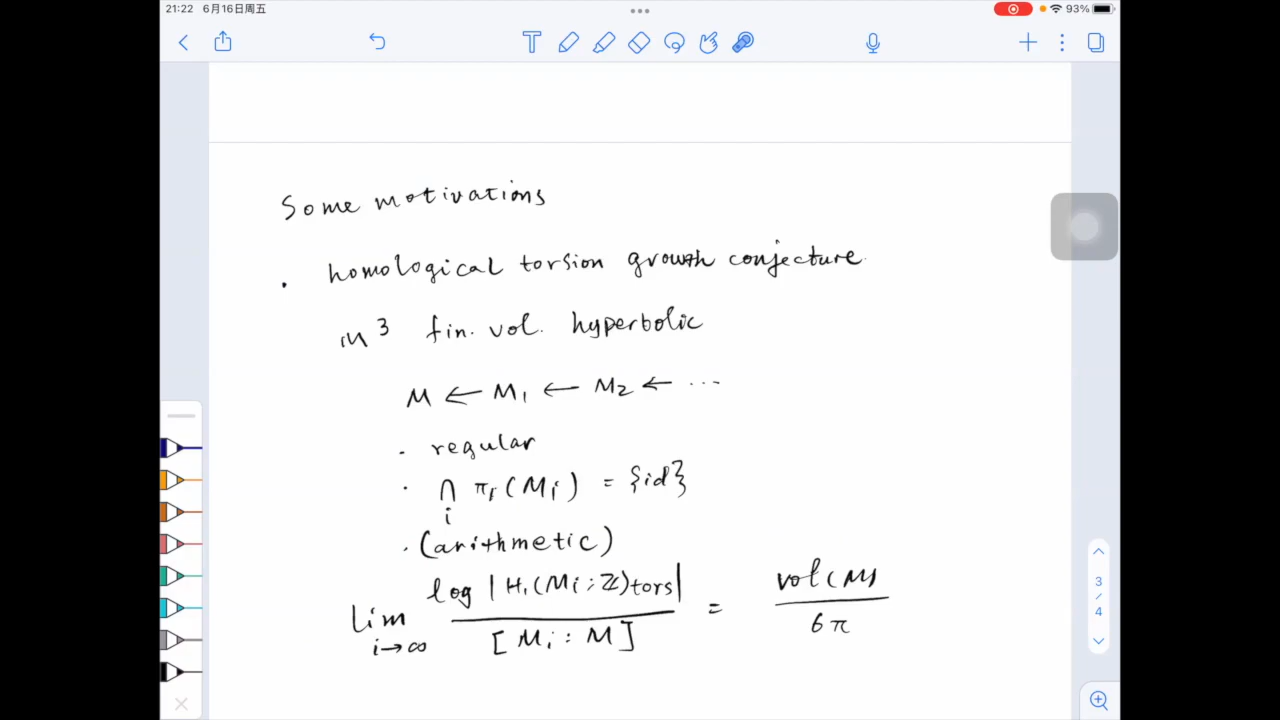 21:22 6月16日周五
93%
Some motivations
· homological torsion growth conjecture
M³ fin. vol. hyperbolic
M ← M₁ ← M₂ ← ...
· regular
· ∩ π₁(Mᵢ) = {id}
i
· (arithmetic)
log |H₁(Mᵢ; ℤ)tors| vol(M)
lim =
i→∞ [Mᵢ : M] 6π
3
/
4